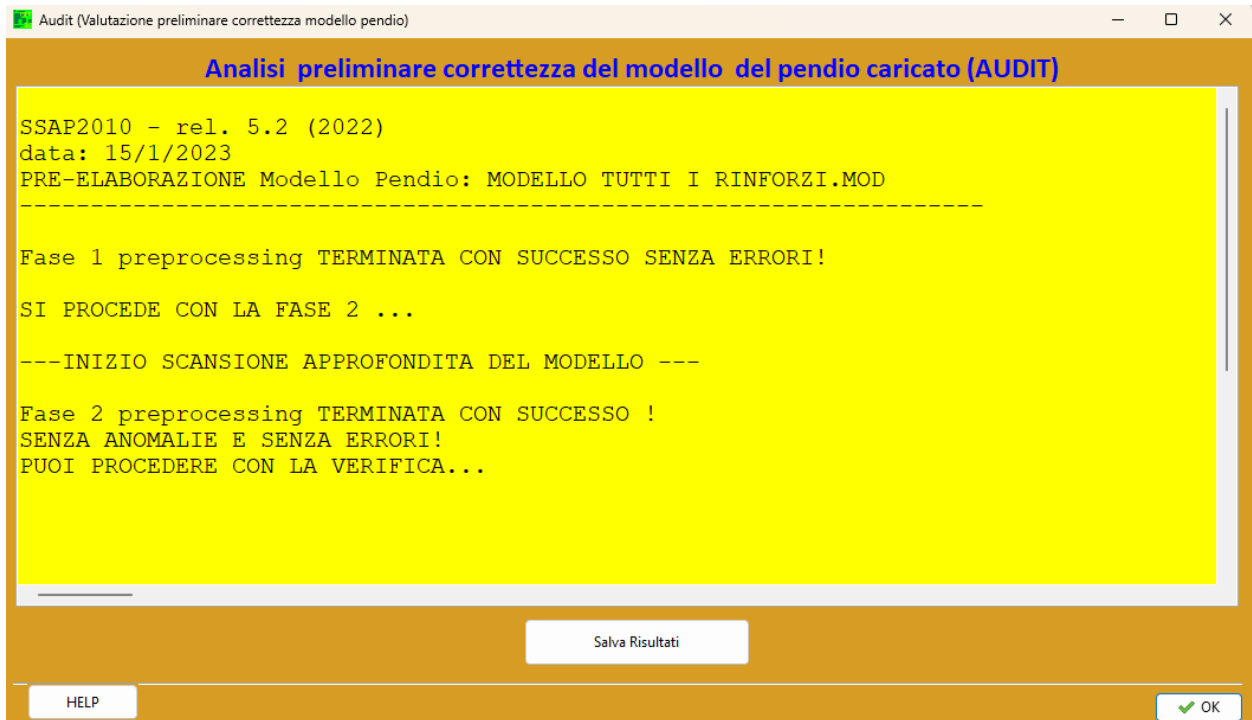 Audit (Valutazione preliminare correttezza modello pendio)
Analisi preliminare correttezza del modello del pendio caricato (AUDIT)
SSAP2010 - rel. 5.2 (2022)
data: 15/1/2023
PRE-ELABORAZIONE Modello Pendio: MODELLO TUTTI I RINFORZI.MOD
--------------------------------------------------------------------
Fase 1 preprocessing TERMINATA CON SUCCESSO SENZA ERRORI!
SI PROCEDE CON LA FASE 2 ...
---INIZIO SCANSIONE APPROFONDITA DEL MODELLO ---
Fase 2 preprocessing TERMINATA CON SUCCESSO !
SENZA ANOMALIE E SENZA ERRORI!
PUOI PROCEDERE CON LA VERIFICA...
Salva Risultati
HELP
OK